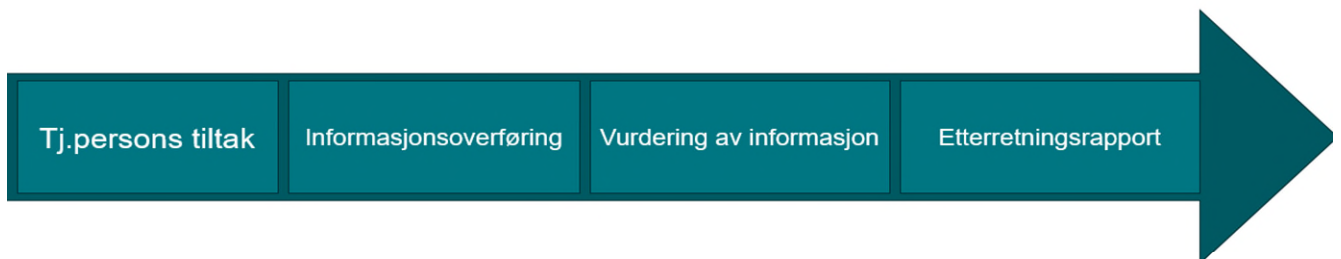 Tj.persons tiltak
Informasjonsoverføring
Vurdering av informasjon
Etterretningsrapport